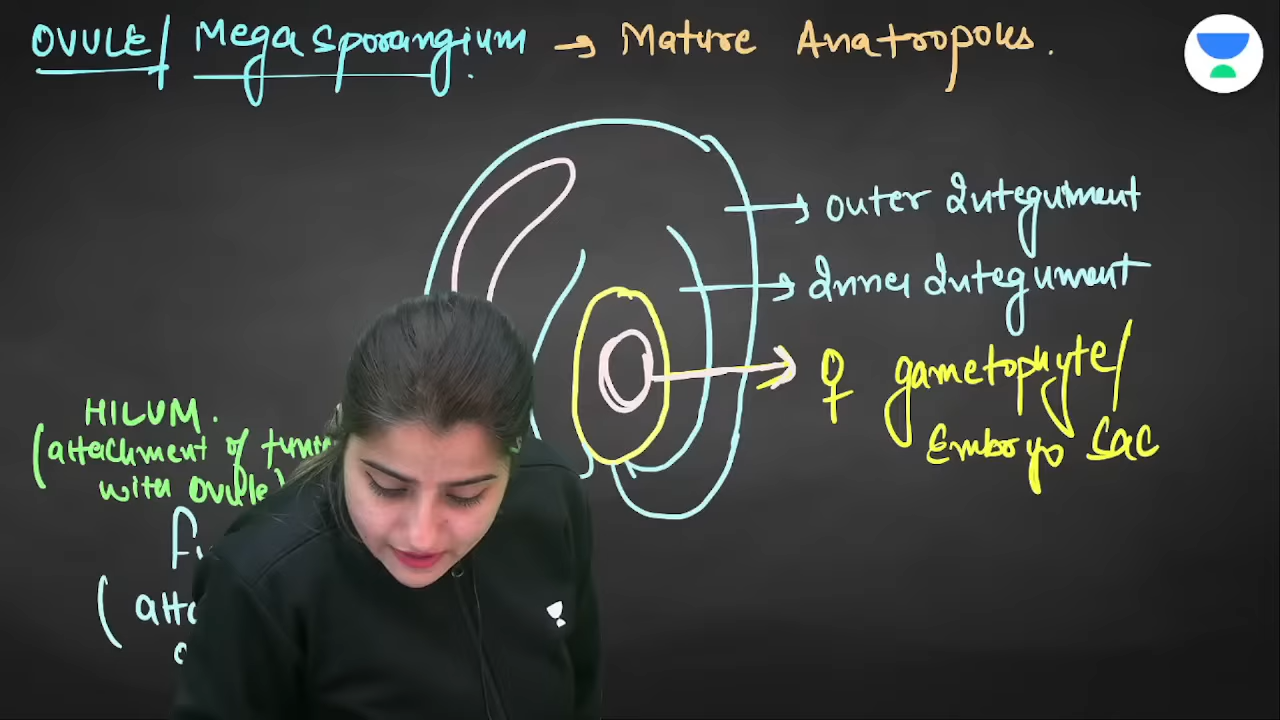 OVULE/ Megasporangium → Mature Anatropous.
→ outer Integument
→ Inner Integument
→ ♀ gametophyte/
Embryo Sac
HILUM.
(attachment of
with ovule)